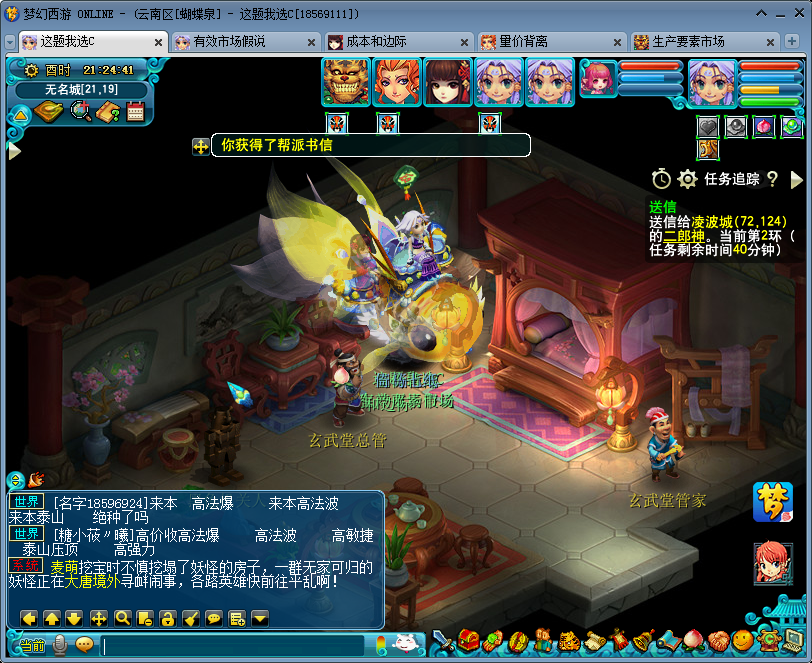 梦幻西游 ONLINE - (云南区[蝴蝶泉] - 这题我选C[18569111])
这题我选C
有效市场假说
成本和边际
量价背离
生产要素市场
酉时 21:24:41
无名城[21,19]
你获得了帮派书信
任务追踪 ?
送信
送信给凌波城(72,124)
的二郎神。当前第2环（
任务剩余时间40分钟）
玄武堂总管
玄武堂管家
世界 [名字18596924]来本 高法爆 来本高法波
来本泰山 绝种了吗
世界 [糖小筱〃曦]高价收高法爆 高法波 高敏捷
泰山压顶 高强力
系统 麦萌挖宝时不慎挖塌了妖怪的房子，一群无家可归的
妖怪正在大唐境外寻衅闹事，各路英雄快前往平乱啊！
当前
梦